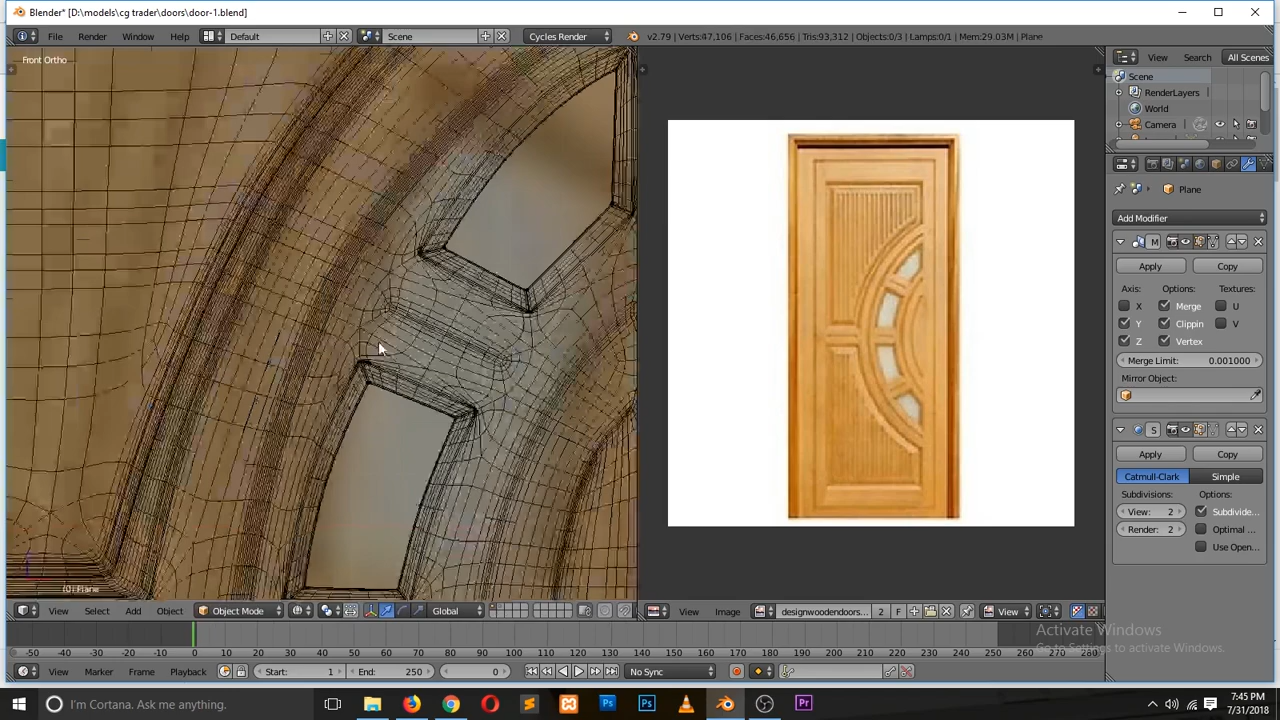 Blender* [D:\models\cg trader\doors\door-1.blend]
File Render Window Help Default Scene Cycles Render v2.79 | Verts:47,106 | Faces:46,656 | Tris:93,312 | Objects:0/3 | Lamps:0/1 | Mem:29.03M | Plane
Front Ortho
View Search All Scenes
Scene
RenderLayers
World
Camera
Plane
Add Modifier
M
Apply Copy
Axis: Options: Textures:
X Merge U
Y Clippin V
Z Vertex
Merge Limit: 0.001000
Mirror Object:
S
Apply Copy
Catmull-Clark Simple
Subdivisions: Options:
View: 2 Subdivide...
Render: 2 Optimal ...
Use Open...
(0) Plane
View Select Add Object Object Mode Global View Image designwoodendoors... 2 F View
-50 -40 -30 -20 -10 0 10 20 30 40 50 60 70 80 90 100 110 120 130 140 150 160 170 180 190 200 210 220 230 240 250 260 270 280
Activate Windows
Go to Settings to activate Windows.
View Marker Frame Playback Start: 1 End: 250 0 No Sync
I'm Cortana. Ask me anything.
Ps Ps Pr
7:45 PM
7/31/2018